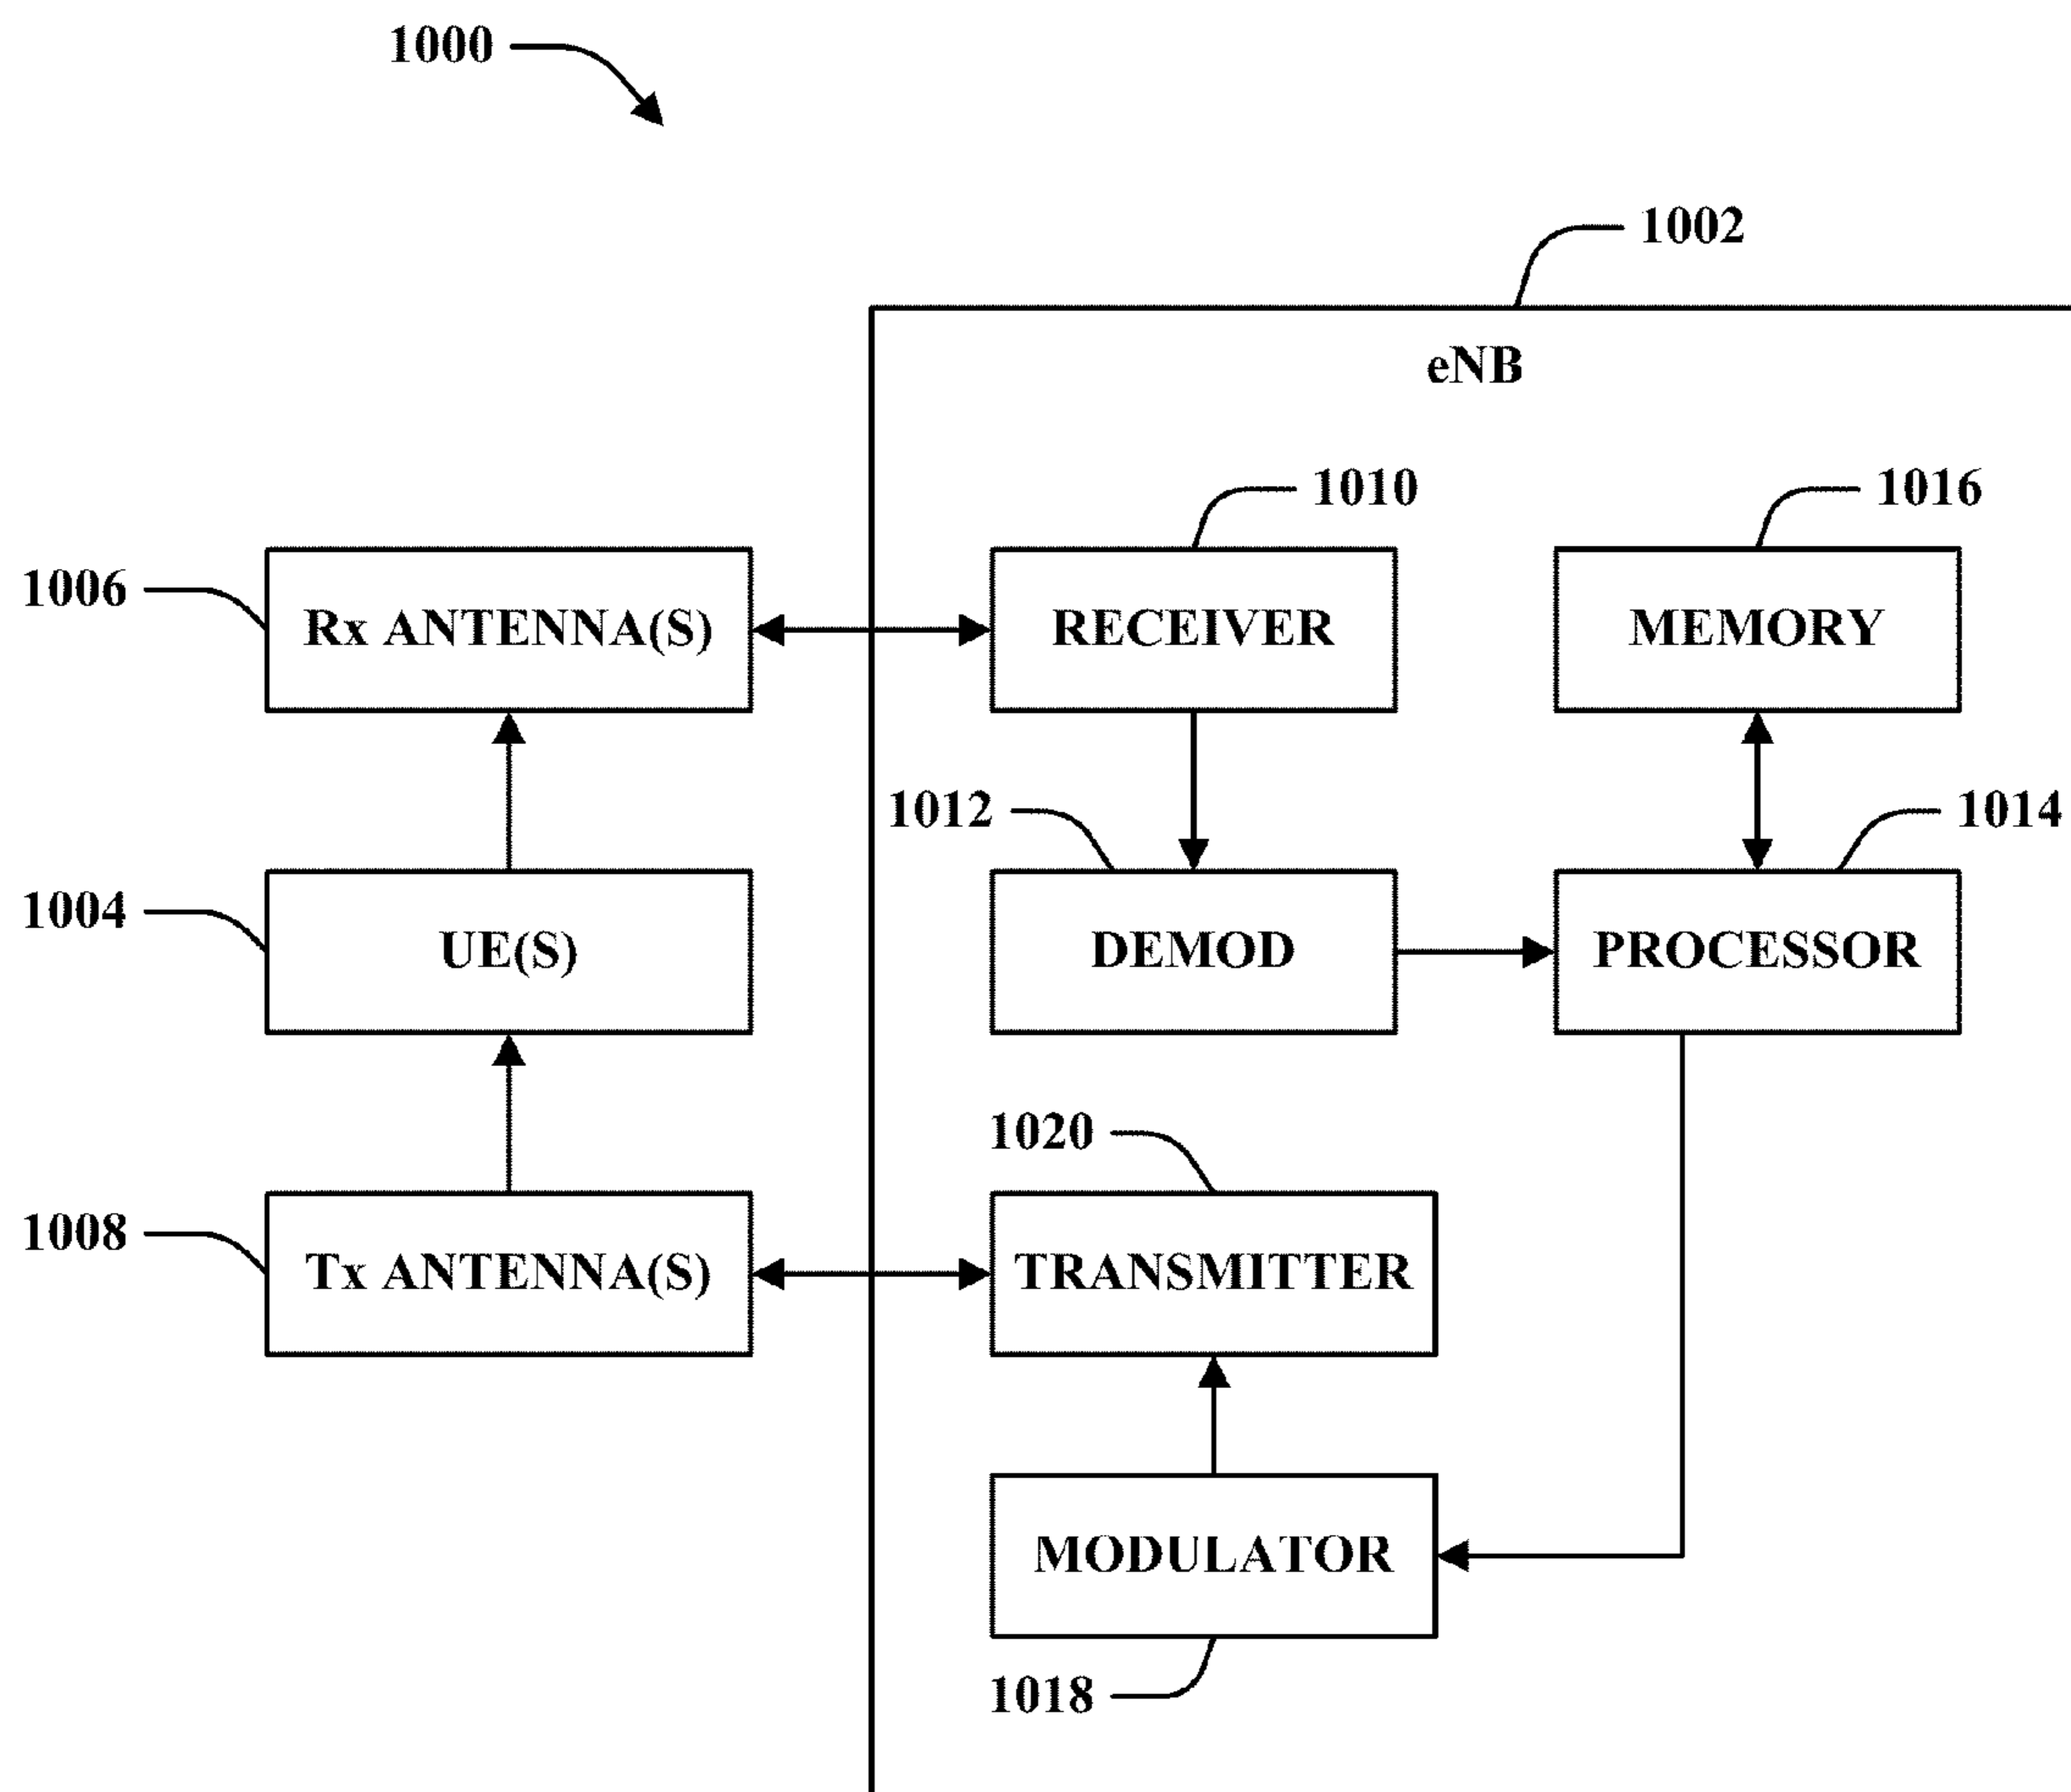 1000
1002
eNB
1010
1016
1006
Rx ANTENNA(S)
RECEIVER
MEMORY
1012
1014
1004
UE(S)
DEMOD
PROCESSOR
1020
1008
Tx ANTENNA(S)
TRANSMITTER
MODULATOR
1018